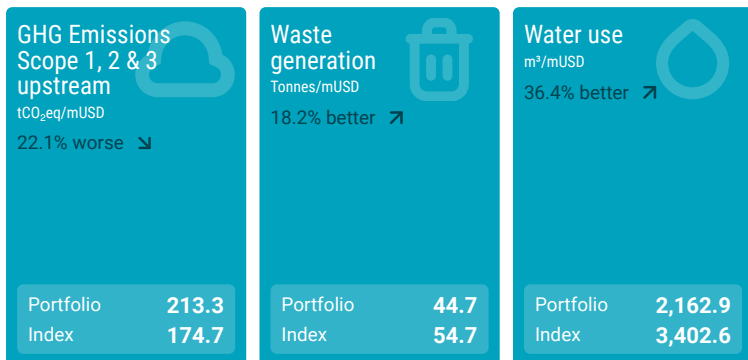 GHG Emissions
Scope 1, 2 & 3
upstream
tCO₂eq/mUSD
22.1% worse
Portfolio 213.3
Index 174.7
Waste
generation
Tonnes/mUSD
18.2% better
Portfolio 44.7
Index 54.7
Water use
m³/mUSD
36.4% better
Portfolio 2,162.9
Index 3,402.6